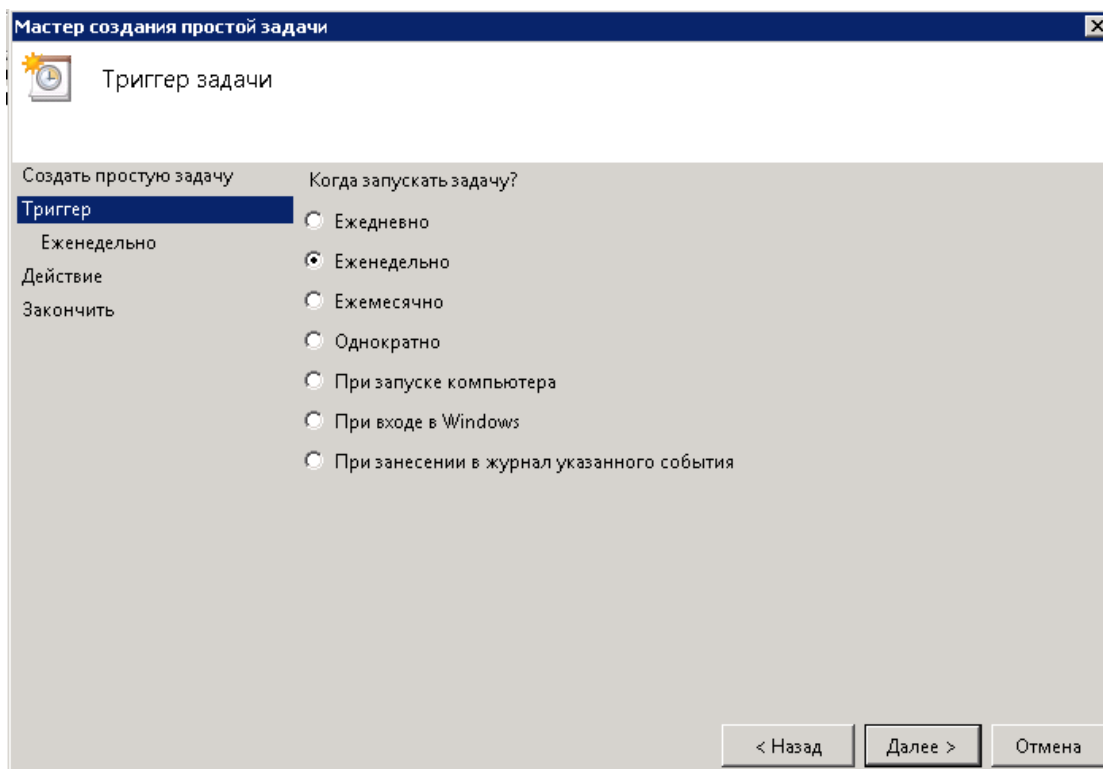 Мастер создания простой задачи
Триггер задачи
Создать простую задачу
Триггер
Еженедельно
Действие
Закончить
Когда запускать задачу?
Ежедневно
Еженедельно
Ежемесячно
Однократно
При запуске компьютера
При входе в Windows
При занесении в журнал указанного события
< Назад
Далее >
Отмена